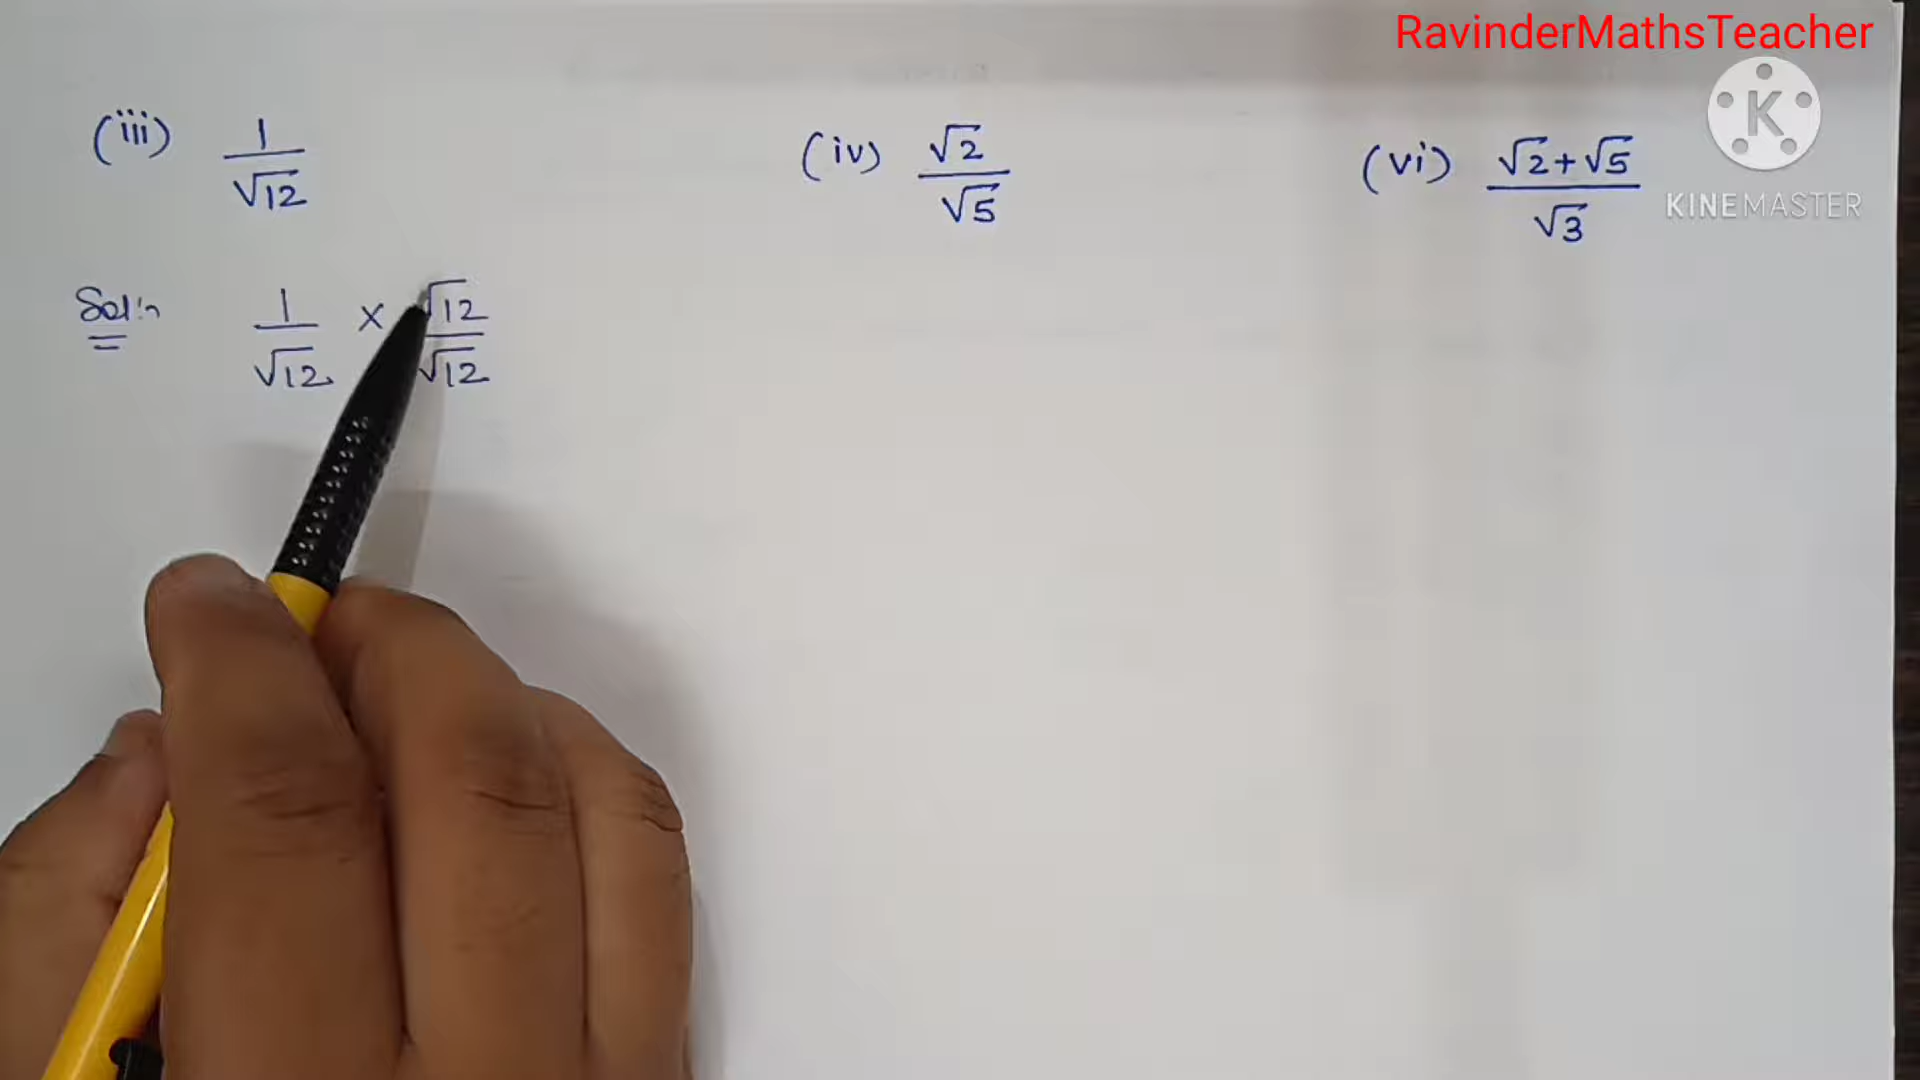 RavinderMathsTeacher
K
KINEMASTER
(iii) 1/√12
(iv) √2/√5
(vi) √2+√5/√3
Sol:n 1/√12 × √12/√12